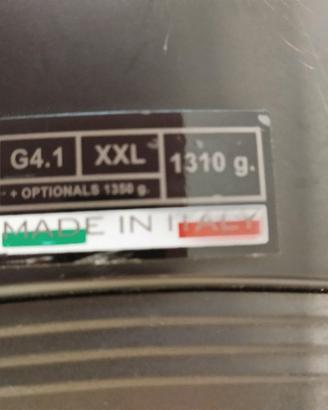 G4.1 XXL 1310 g.
+ OPTIONALS 1350 g.
MADE IN ITALY